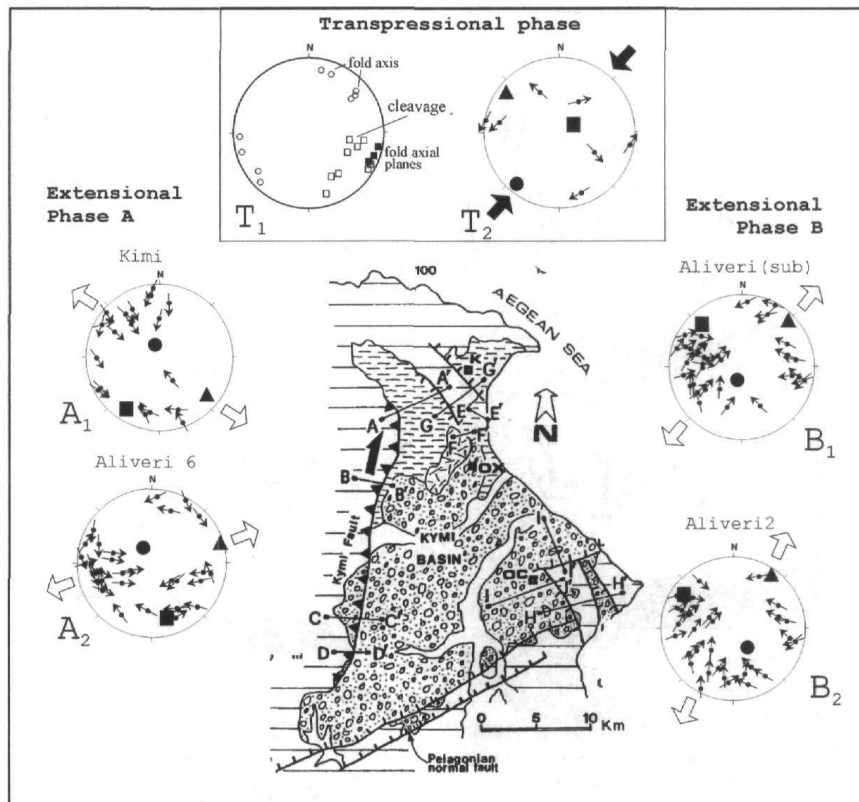 Transpressional phase
N
fold axis
cleavage
fold axial
planes
T1
N
T2
Extensional
Phase A
Kimi
N
A1
Aliveri 6
N
A2
Extensional
Phase B
Aliveri(sub)
N
B1
Aliveri2
N
B2
100
AEGEAN SEA
N
K
A'
G'
A
G
E
E'
F
F'
OX
B
B'
KYMI
BASIN
Kimi Fault
I
OC
I'
I
H'
H
C
C'
D
D'
0 5 10
Km
Pelagonian
normal fault